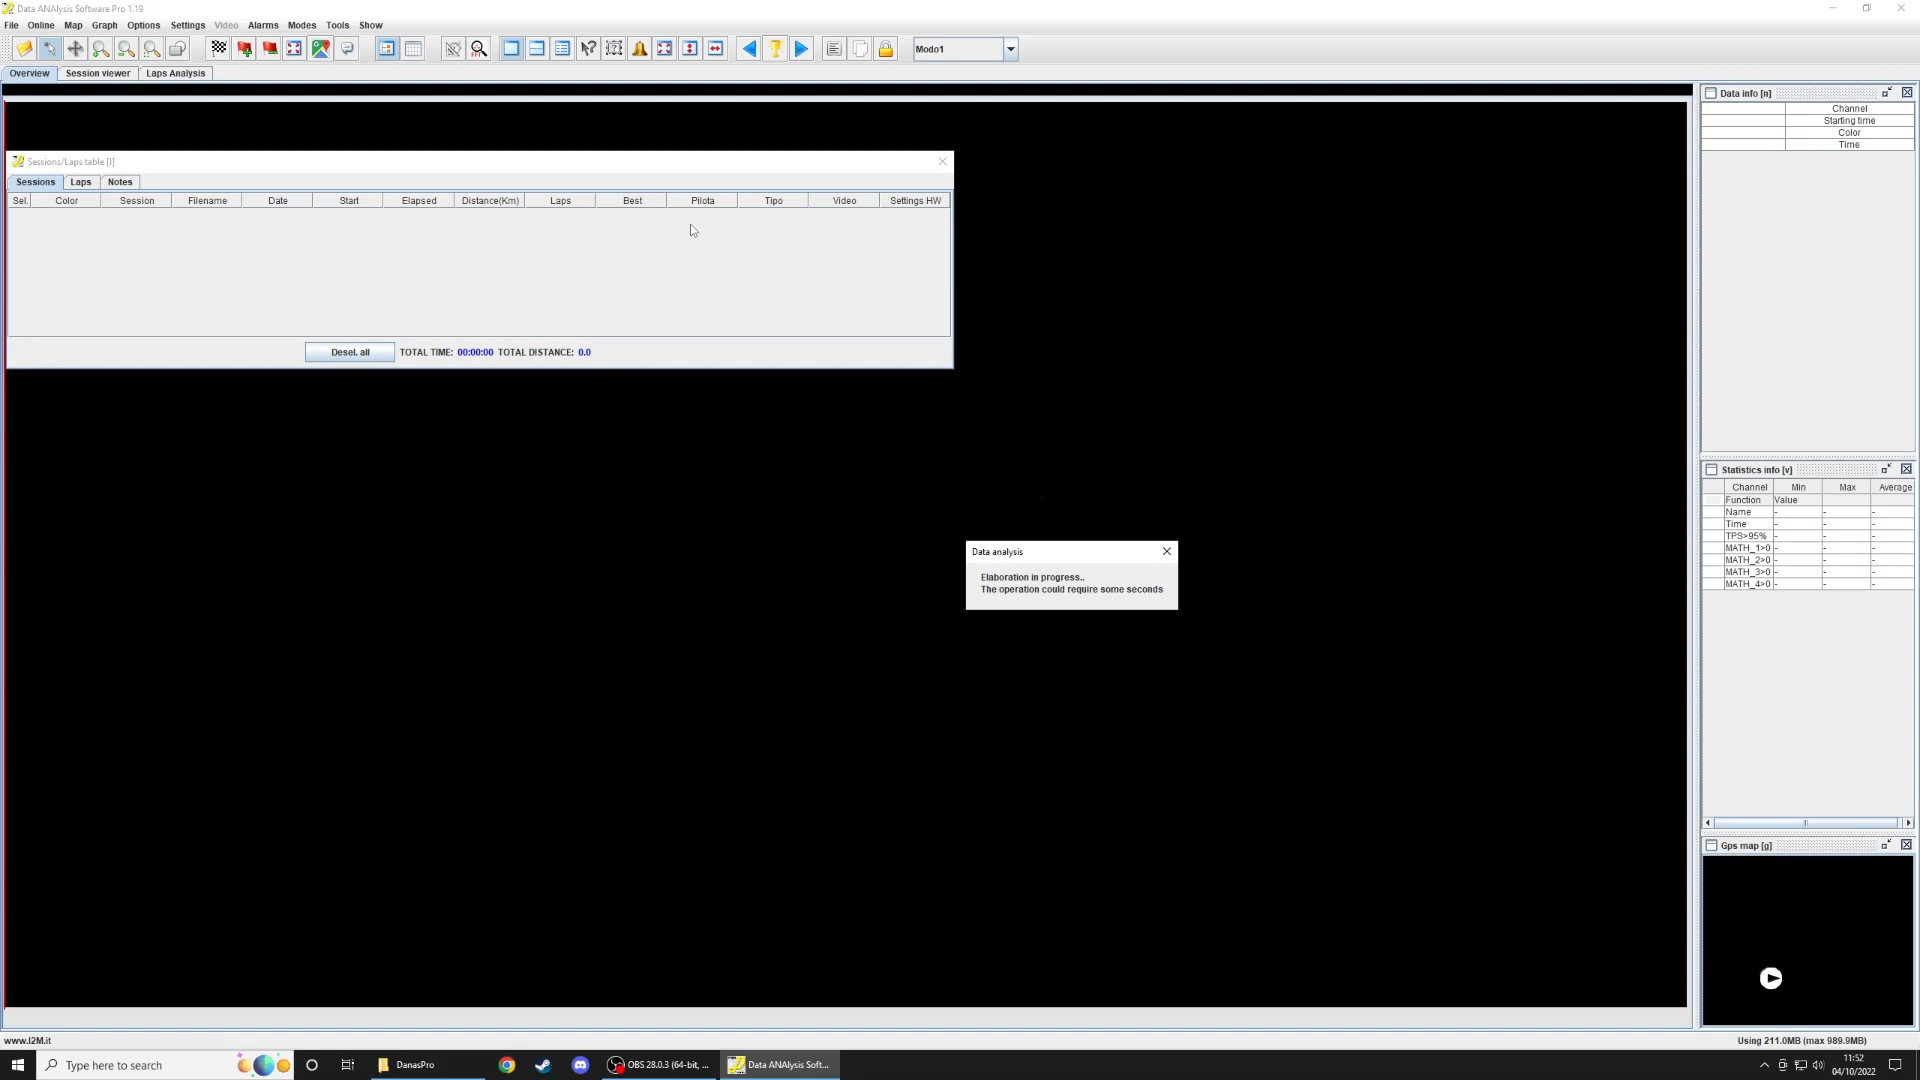 Data ANAlysis Software Pro 1.19
File Online Map Graph Options Settings Video Alarms Modes Tools Show
Modo1
Overview Session viewer Laps Analysis
Data info [n]
Channel
Starting time
Color
Time
Sessions/Laps table [l]
Sessions Laps Notes
Sel. Color Session Filename Date Start Elapsed Distance(Km) Laps Best Pilota Tipo Video Settings HW
Desel. all TOTAL TIME: 00:00:00 TOTAL DISTANCE: 0.0
Statistics info [v]
Channel Min Max Average
Function Value
Name - - -
Time - - -
TPS>95% - - -
MATH_1>0 - - -
MATH_2>0 - - -
MATH_3>0 - - -
MATH_4>0 - - -
Data analysis
Elaboration in progress..
The operation could require some seconds
Gps map [g]
www.I2M.it
Using 211.0MB (max 989.9MB)
Type here to search
DanasPro
OBS 28.0.3 (64-bit, ...
Data ANAlysis Soft...
11:52
04/10/2022